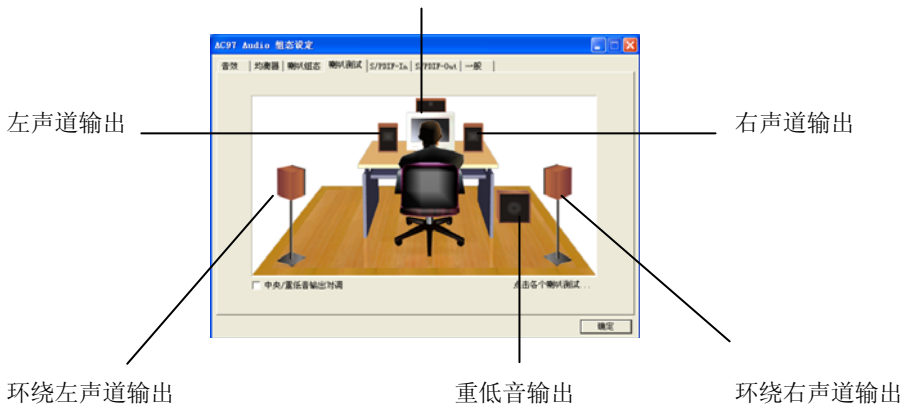 AC97 Audio 组态设定
音效 | 均衡器 | 喇叭组态 喇叭测试 | S/PDIF-In | S/PDIF-Out | 一般 |
左声道输出
右声道输出
中央/重低音输出对调
点击各个喇叭测试...
确定
环绕左声道输出
重低音输出
环绕右声道输出